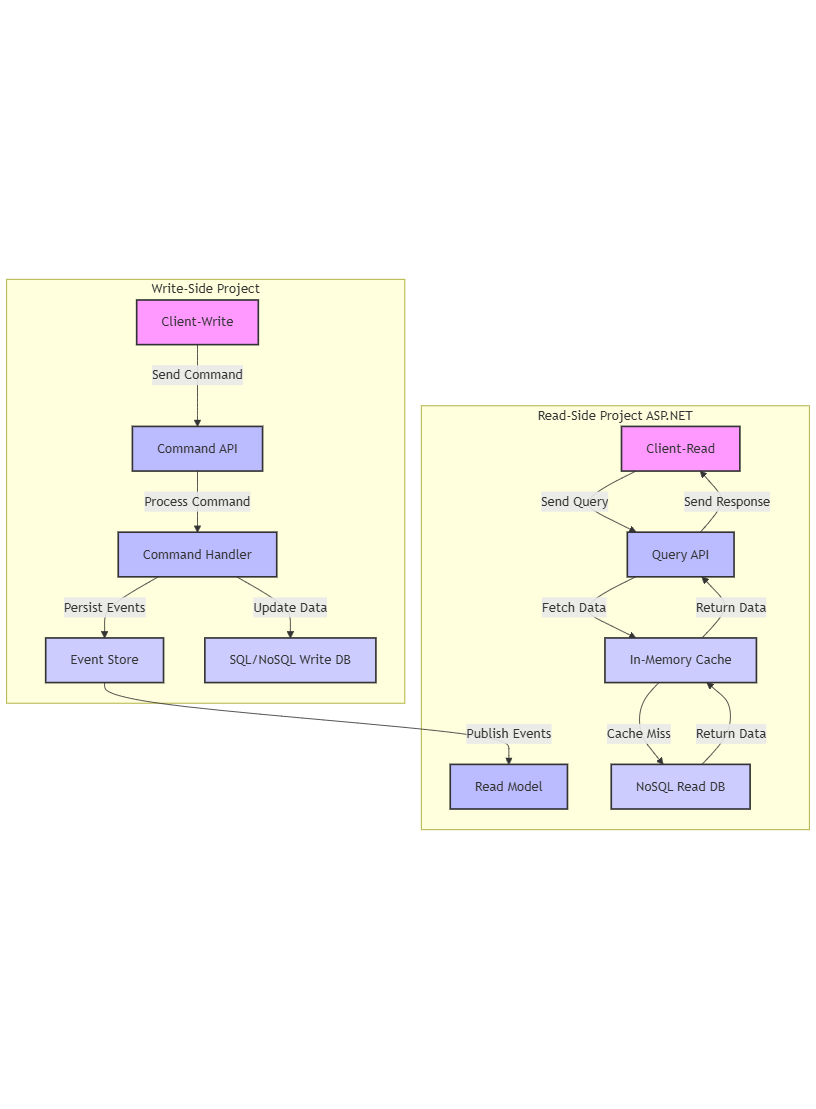 Write-Side Project
Client-Write
Send Command
Command API
Process Command
Command Handler
Persist Events
Update Data
Event Store
SQL/NoSQL Write DB
Read-Side Project ASP.NET
Client-Read
Send Query
Send Response
Query API
Fetch Data
Return Data
In-Memory Cache
Publish Events
Cache Miss
Return Data
Read Model
NoSQL Read DB